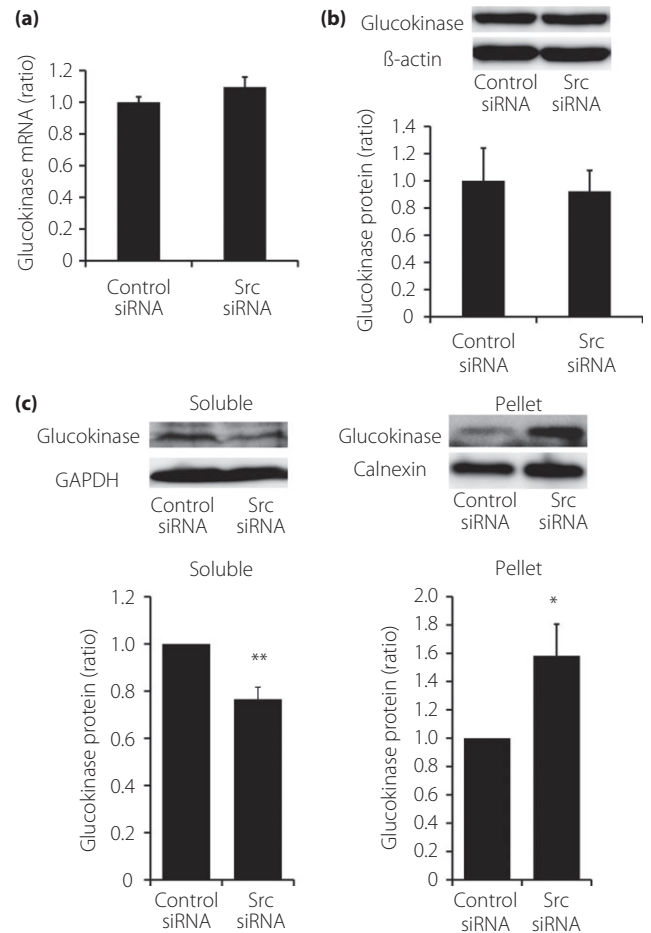 (a)
Glucokinase mRNA (ratio)
1.2
1.0
0.8
0.6
0.4
0.2
0
Control
siRNA
Src
siRNA
(b)
Glucokinase
ß-actin
Control
siRNA
Src
siRNA
Glucokinase protein (ratio)
1.4
1.2
1.0
0.8
0.6
0.4
0.2
0
Control
siRNA
Src
siRNA
(c)
Soluble
Glucokinase
GAPDH
Control
siRNA
Src
siRNA
Pellet
Glucokinase
Calnexin
Control
siRNA
Src
siRNA
Soluble
Glucokinase protein (ratio)
1.2
1.0
0.8
0.6
0.4
0.2
0
**
Control
siRNA
Src
siRNA
Pellet
Glucokinase protein (ratio)
2.0
1.8
1.6
1.4
1.2
1.0
0.8
0.6
0.4
0.2
0
*
Control
siRNA
Src
siRNA